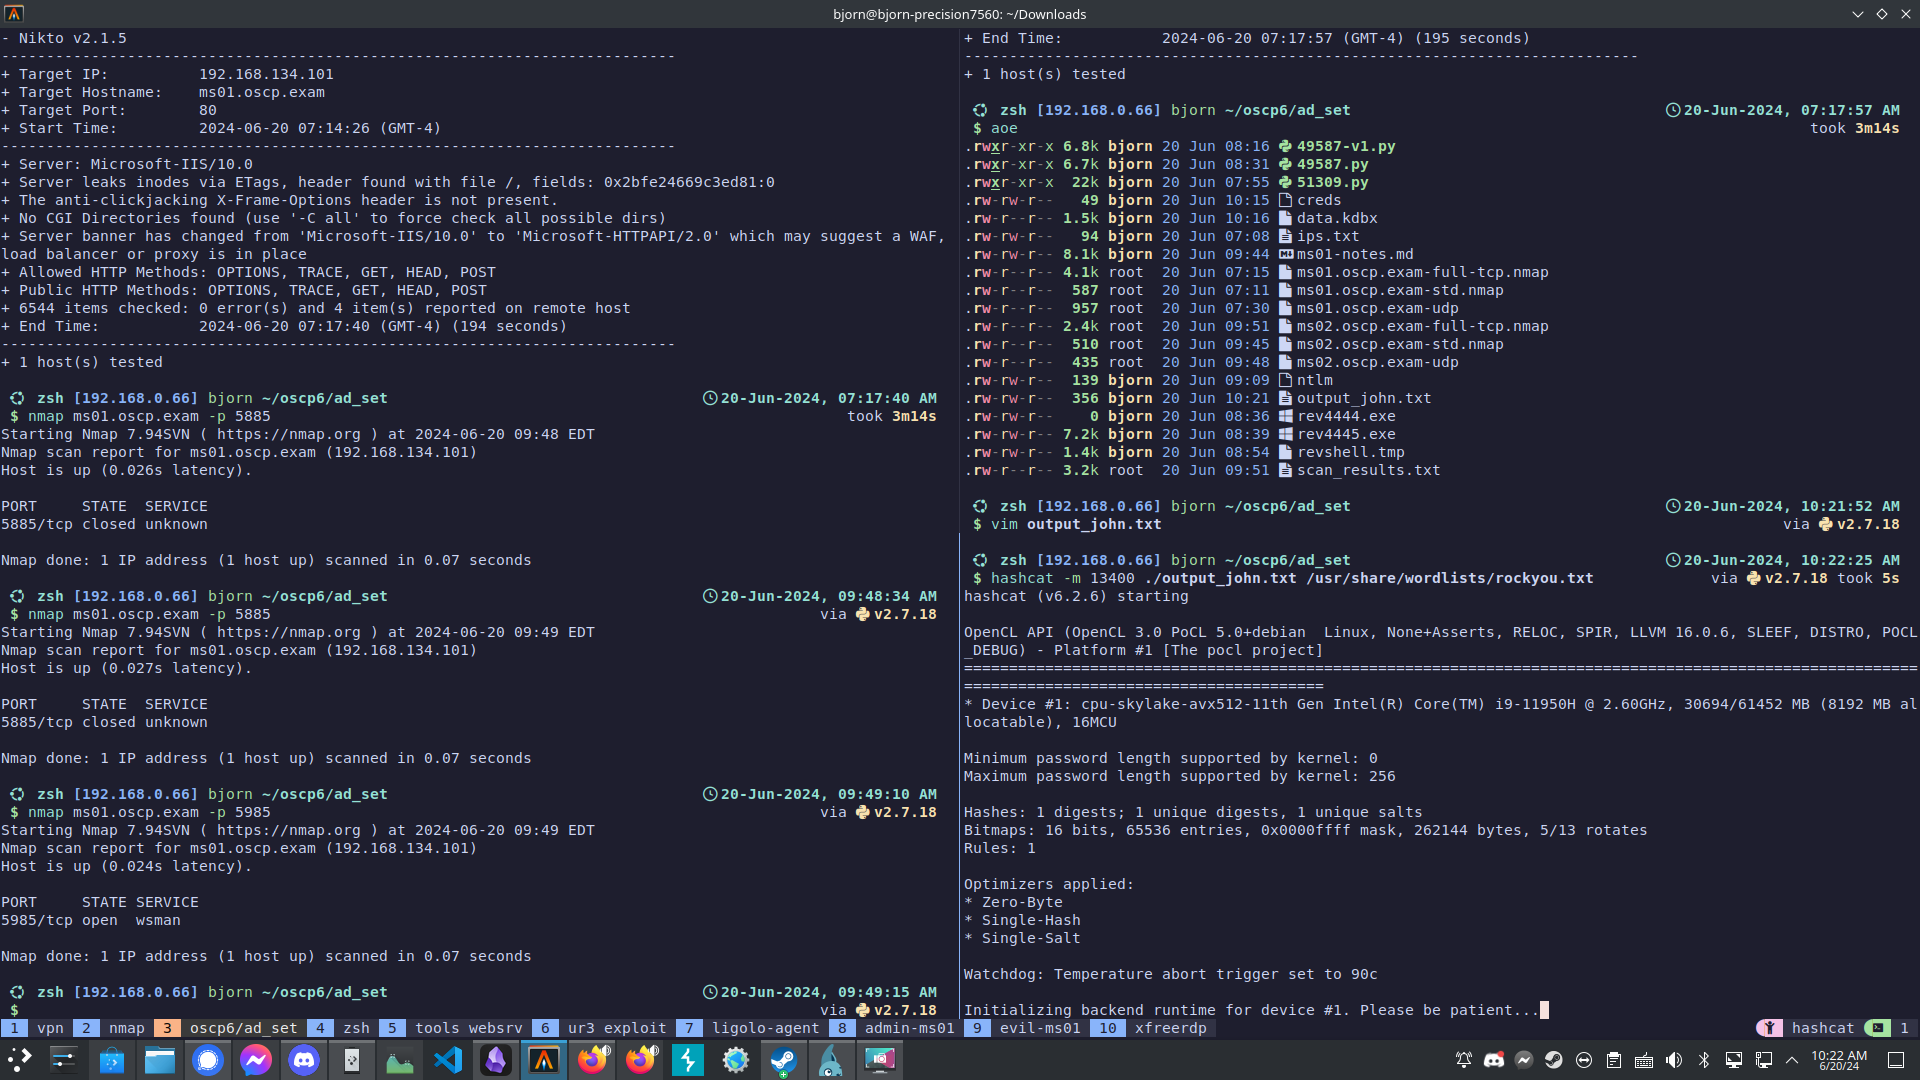 bjorn@bjorn-precision7560: ~/Downloads
- Nikto v2.1.5
---------------------------------------------------------------------------
+ Target IP:          192.168.134.101
+ Target Hostname:    ms01.oscp.exam
+ Target Port:        80
+ Start Time:         2024-06-20 07:14:26 (GMT-4)
---------------------------------------------------------------------------
+ Server: Microsoft-IIS/10.0
+ Server leaks inodes via ETags, header found with file /, fields: 0x2bfe24669c3ed81:0
+ The anti-clickjacking X-Frame-Options header is not present.
+ No CGI Directories found (use '-C all' to force check all possible dirs)
+ Server banner has changed from 'Microsoft-IIS/10.0' to 'Microsoft-HTTPAPI/2.0' which may suggest a WAF,
load balancer or proxy is in place
+ Allowed HTTP Methods: OPTIONS, TRACE, GET, HEAD, POST
+ Public HTTP Methods: OPTIONS, TRACE, GET, HEAD, POST
+ 6544 items checked: 0 error(s) and 4 item(s) reported on remote host
+ End Time:           2024-06-20 07:17:40 (GMT-4) (194 seconds)
---------------------------------------------------------------------------
+ 1 host(s) tested
zsh [192.168.0.66] bjorn ~/oscp6/ad_set 20-Jun-2024, 07:17:40 AM
$ nmap ms01.oscp.exam -p 5885 took 3m14s
Starting Nmap 7.94SVN ( https://nmap.org ) at 2024-06-20 09:48 EDT
Nmap scan report for ms01.oscp.exam (192.168.134.101)
Host is up (0.026s latency).
PORT     STATE  SERVICE
5885/tcp closed unknown
Nmap done: 1 IP address (1 host up) scanned in 0.07 seconds
zsh [192.168.0.66] bjorn ~/oscp6/ad_set 20-Jun-2024, 09:48:34 AM
$ nmap ms01.oscp.exam -p 5885 via v2.7.18
Starting Nmap 7.94SVN ( https://nmap.org ) at 2024-06-20 09:49 EDT
Nmap scan report for ms01.oscp.exam (192.168.134.101)
Host is up (0.027s latency).
PORT     STATE  SERVICE
5885/tcp closed unknown
Nmap done: 1 IP address (1 host up) scanned in 0.07 seconds
zsh [192.168.0.66] bjorn ~/oscp6/ad_set 20-Jun-2024, 09:49:10 AM
$ nmap ms01.oscp.exam -p 5985 via v2.7.18
Starting Nmap 7.94SVN ( https://nmap.org ) at 2024-06-20 09:49 EDT
Nmap scan report for ms01.oscp.exam (192.168.134.101)
Host is up (0.024s latency).
PORT     STATE SERVICE
5985/tcp open  wsman
Nmap done: 1 IP address (1 host up) scanned in 0.07 seconds
zsh [192.168.0.66] bjorn ~/oscp6/ad_set 20-Jun-2024, 09:49:15 AM
$ via v2.7.18
+ End Time:           2024-06-20 07:17:57 (GMT-4) (195 seconds)
---------------------------------------------------------------------------
+ 1 host(s) tested
zsh [192.168.0.66] bjorn ~/oscp6/ad_set 20-Jun-2024, 07:17:57 AM
$ aoe took 3m14s
.rwxr-xr-x 6.8k bjorn 20 Jun 08:16 49587-v1.py
.rwxr-xr-x 6.7k bjorn 20 Jun 08:31 49587.py
.rwxr-xr-x  22k bjorn 20 Jun 07:55 51309.py
.rw-rw-r--   49 bjorn 20 Jun 10:15 creds
.rw-rw-r-- 1.5k bjorn 20 Jun 10:16 data.kdbx
.rw-rw-r--   94 bjorn 20 Jun 07:08 ips.txt
.rw-rw-r-- 8.1k bjorn 20 Jun 09:44 ms01-notes.md
.rw-r--r-- 4.1k root  20 Jun 07:15 ms01.oscp.exam-full-tcp.nmap
.rw-r--r--  587 root  20 Jun 07:11 ms01.oscp.exam-std.nmap
.rw-r--r--  957 root  20 Jun 07:30 ms01.oscp.exam-udp
.rw-r--r-- 2.4k root  20 Jun 09:51 ms02.oscp.exam-full-tcp.nmap
.rw-r--r--  510 root  20 Jun 09:45 ms02.oscp.exam-std.nmap
.rw-r--r--  435 root  20 Jun 09:48 ms02.oscp.exam-udp
.rw-rw-r--  139 bjorn 20 Jun 09:09 ntlm
.rw-rw-r--  356 bjorn 20 Jun 10:21 output_john.txt
.rw-rw-r--    0 bjorn 20 Jun 08:36 rev4444.exe
.rw-rw-r-- 7.2k bjorn 20 Jun 08:39 rev4445.exe
.rw-rw-r-- 1.4k bjorn 20 Jun 08:54 revshell.tmp
.rw-r--r-- 3.2k root  20 Jun 09:51 scan_results.txt
zsh [192.168.0.66] bjorn ~/oscp6/ad_set 20-Jun-2024, 10:21:52 AM
$ vim output_john.txt via v2.7.18
zsh [192.168.0.66] bjorn ~/oscp6/ad_set 20-Jun-2024, 10:22:25 AM
$ hashcat -m 13400 ./output_john.txt /usr/share/wordlists/rockyou.txt via v2.7.18 took 5s
hashcat (v6.2.6) starting
OpenCL API (OpenCL 3.0 PoCL 5.0+debian  Linux, None+Asserts, RELOC, SPIR, LLVM 16.0.6, SLEEF, DISTRO, POCL
_DEBUG) - Platform #1 [The pocl project]
==========================================================================================================
========================================
* Device #1: cpu-skylake-avx512-11th Gen Intel(R) Core(TM) i9-11950H @ 2.60GHz, 30694/61452 MB (8192 MB al
locatable), 16MCU
Minimum password length supported by kernel: 0
Maximum password length supported by kernel: 256
Hashes: 1 digests; 1 unique digests, 1 unique salts
Bitmaps: 16 bits, 65536 entries, 0x0000ffff mask, 262144 bytes, 5/13 rotates
Rules: 1
Optimizers applied:
* Zero-Byte
* Single-Hash
* Single-Salt
Watchdog: Temperature abort trigger set to 90c
Initializing backend runtime for device #1. Please be patient...
1 vpn 2 nmap 3 oscp6/ad_set 4 zsh 5 tools websrv 6 ur3 exploit 7 ligolo-agent 8 admin-ms01 9 evil-ms01 10 xfreerdp hashcat 1
10:22 AM
6/20/24